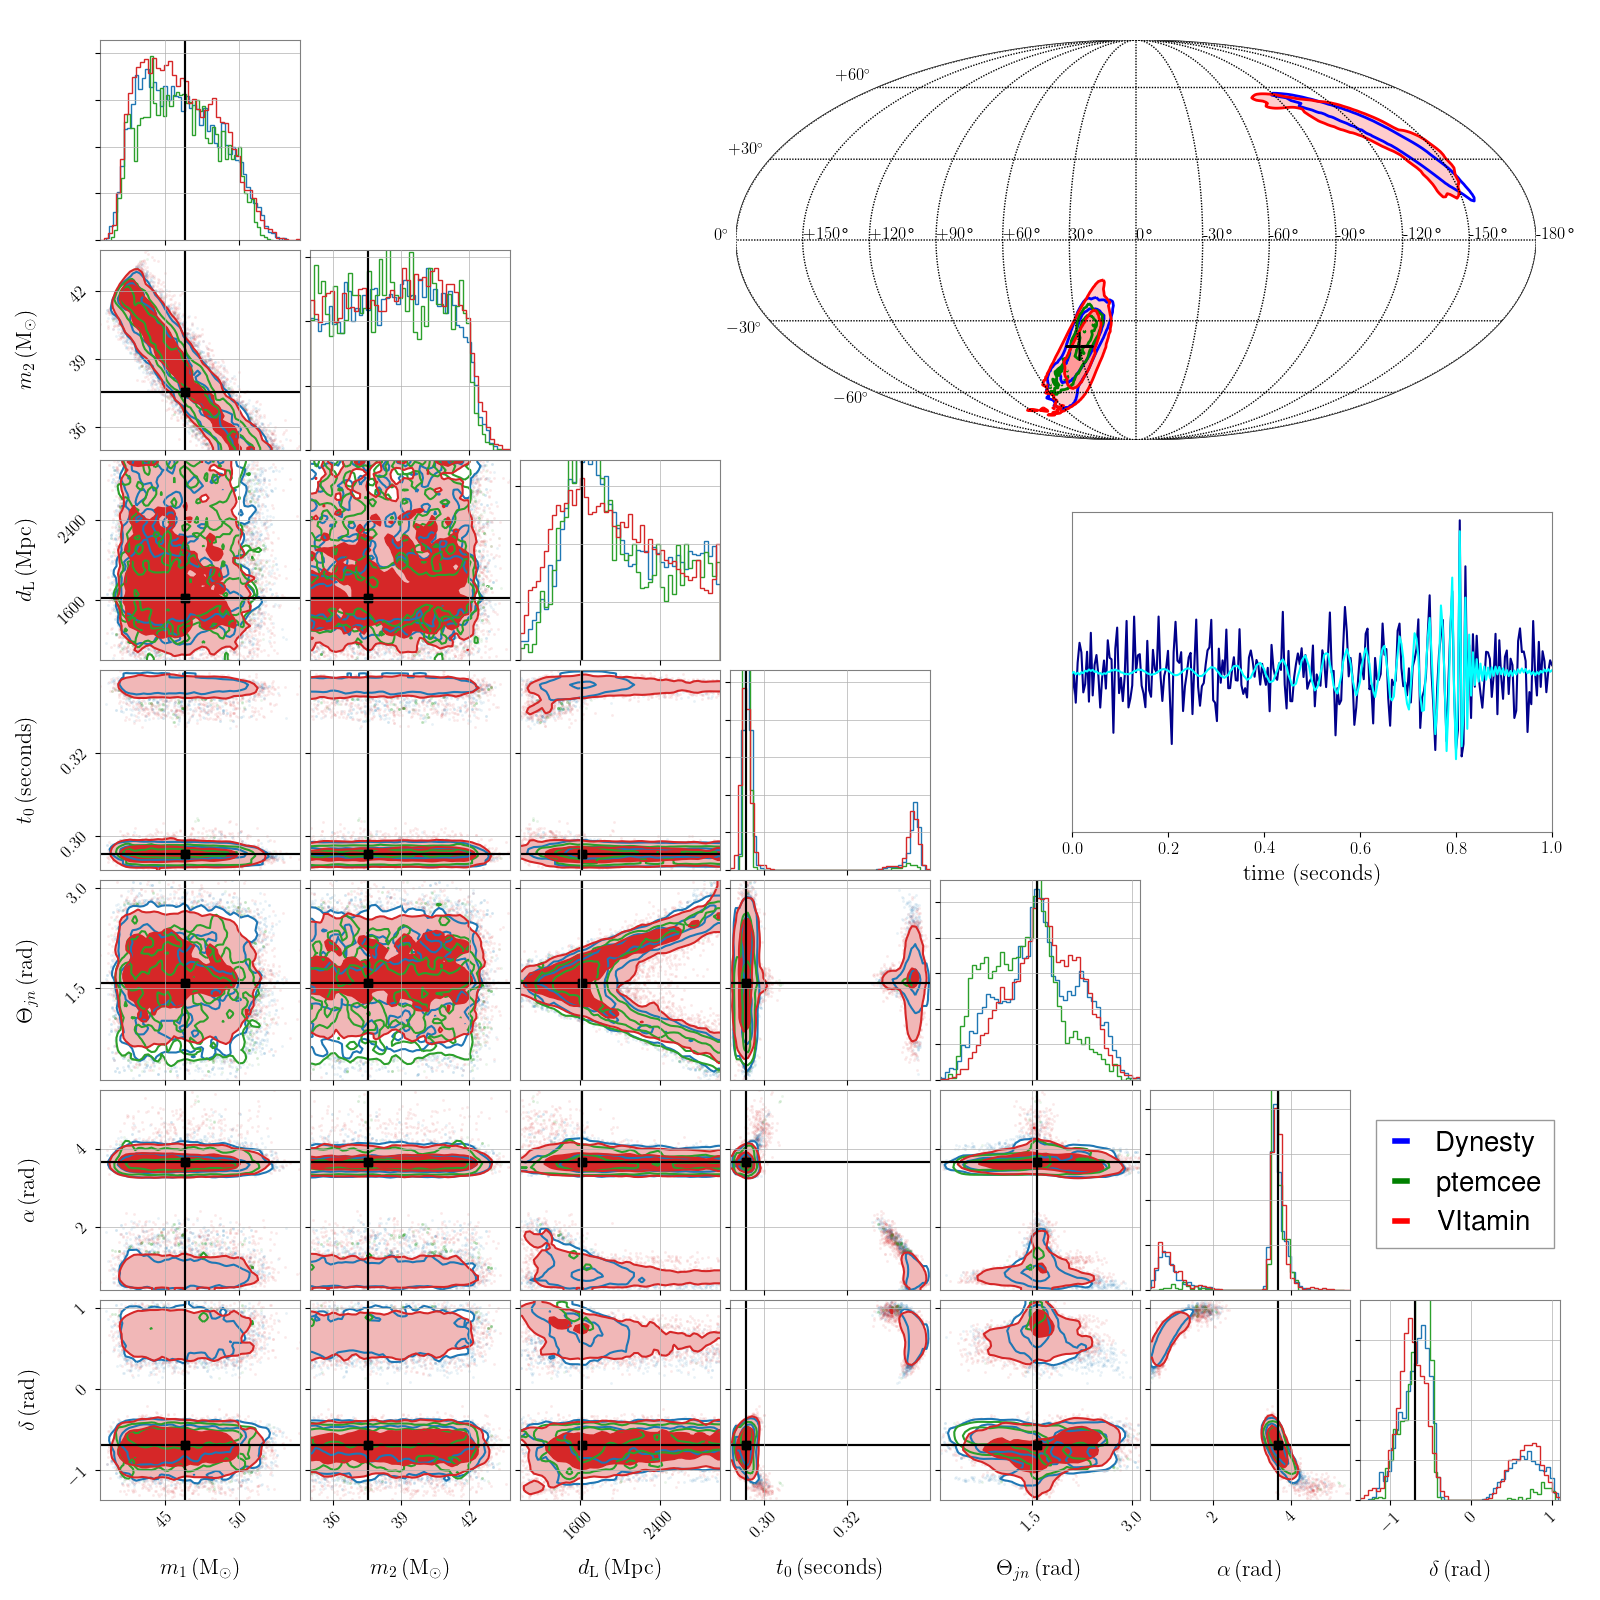 +60°
+30°
0° +150° +120° +90° +60° 30° 0° -30° -60° -90° -120° -150° -180°
−30°
−60°
42
39
36
m₂ (M☉)
2400
1600
d_L (Mpc)
0.32
0.30
t₀ (seconds)
0.0 0.2 0.4 0.6 0.8 1.0
time (seconds)
3.0
1.5
Θ_jn (rad)
4
2
α (rad)
Dynesty
ptemcee
VItamin
1
0
−1
δ (rad)
45 50 36 39 42 1600 2400 0.30 0.32 1.5 3.0 2 4 −1 0 1
m₁ (M☉) m₂ (M☉) d_L (Mpc) t₀ (seconds) Θ_jn (rad) α (rad) δ (rad)